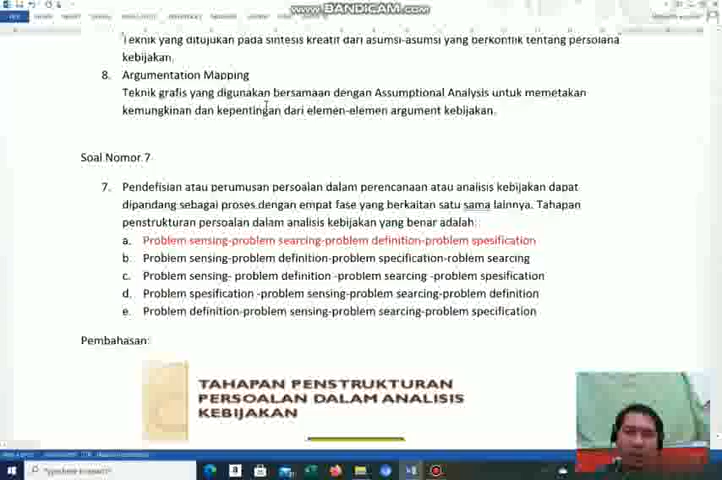 www.BANDICAM.com
Teknik yang ditujukan pada sintesis kreatif dari asumsi-asumsi yang berkonflik tentang persolana
kebijakan.
8. Argumentation Mapping
Teknik grafis yang digunakan bersamaan dengan Assumptional Analysis untuk memetakan
kemungkinan dan kepentingan dari elemen-elemen argument kebijakan.
Soal Nomor 7
7. Pendefisian atau perumusan persoalan dalam perencanaan atau analisis kebijakan dapat
dipandang sebagai proses dengan empat fase yang berkaitan satu sama lainnya. Tahapan
penstrukturan persoalan dalam analisis kebijakan yang benar adalah:
a. Problem sensing-problem searcing-problem definition-problem spesification
b. Problem sensing-problem definition-problem specification-roblem searcing
c. Problem sensing- problem definition -problem searcing -problem spesification
d. Problem spesification -problem sensing-problem searcing-problem definition
e. Problem definition-problem sensing-problem searcing-problem specification
Pembahasan:
TAHAPAN PENSTRUKTURAN
PERSOALAN DALAM ANALISIS
KEBIJAKAN
Type here to search